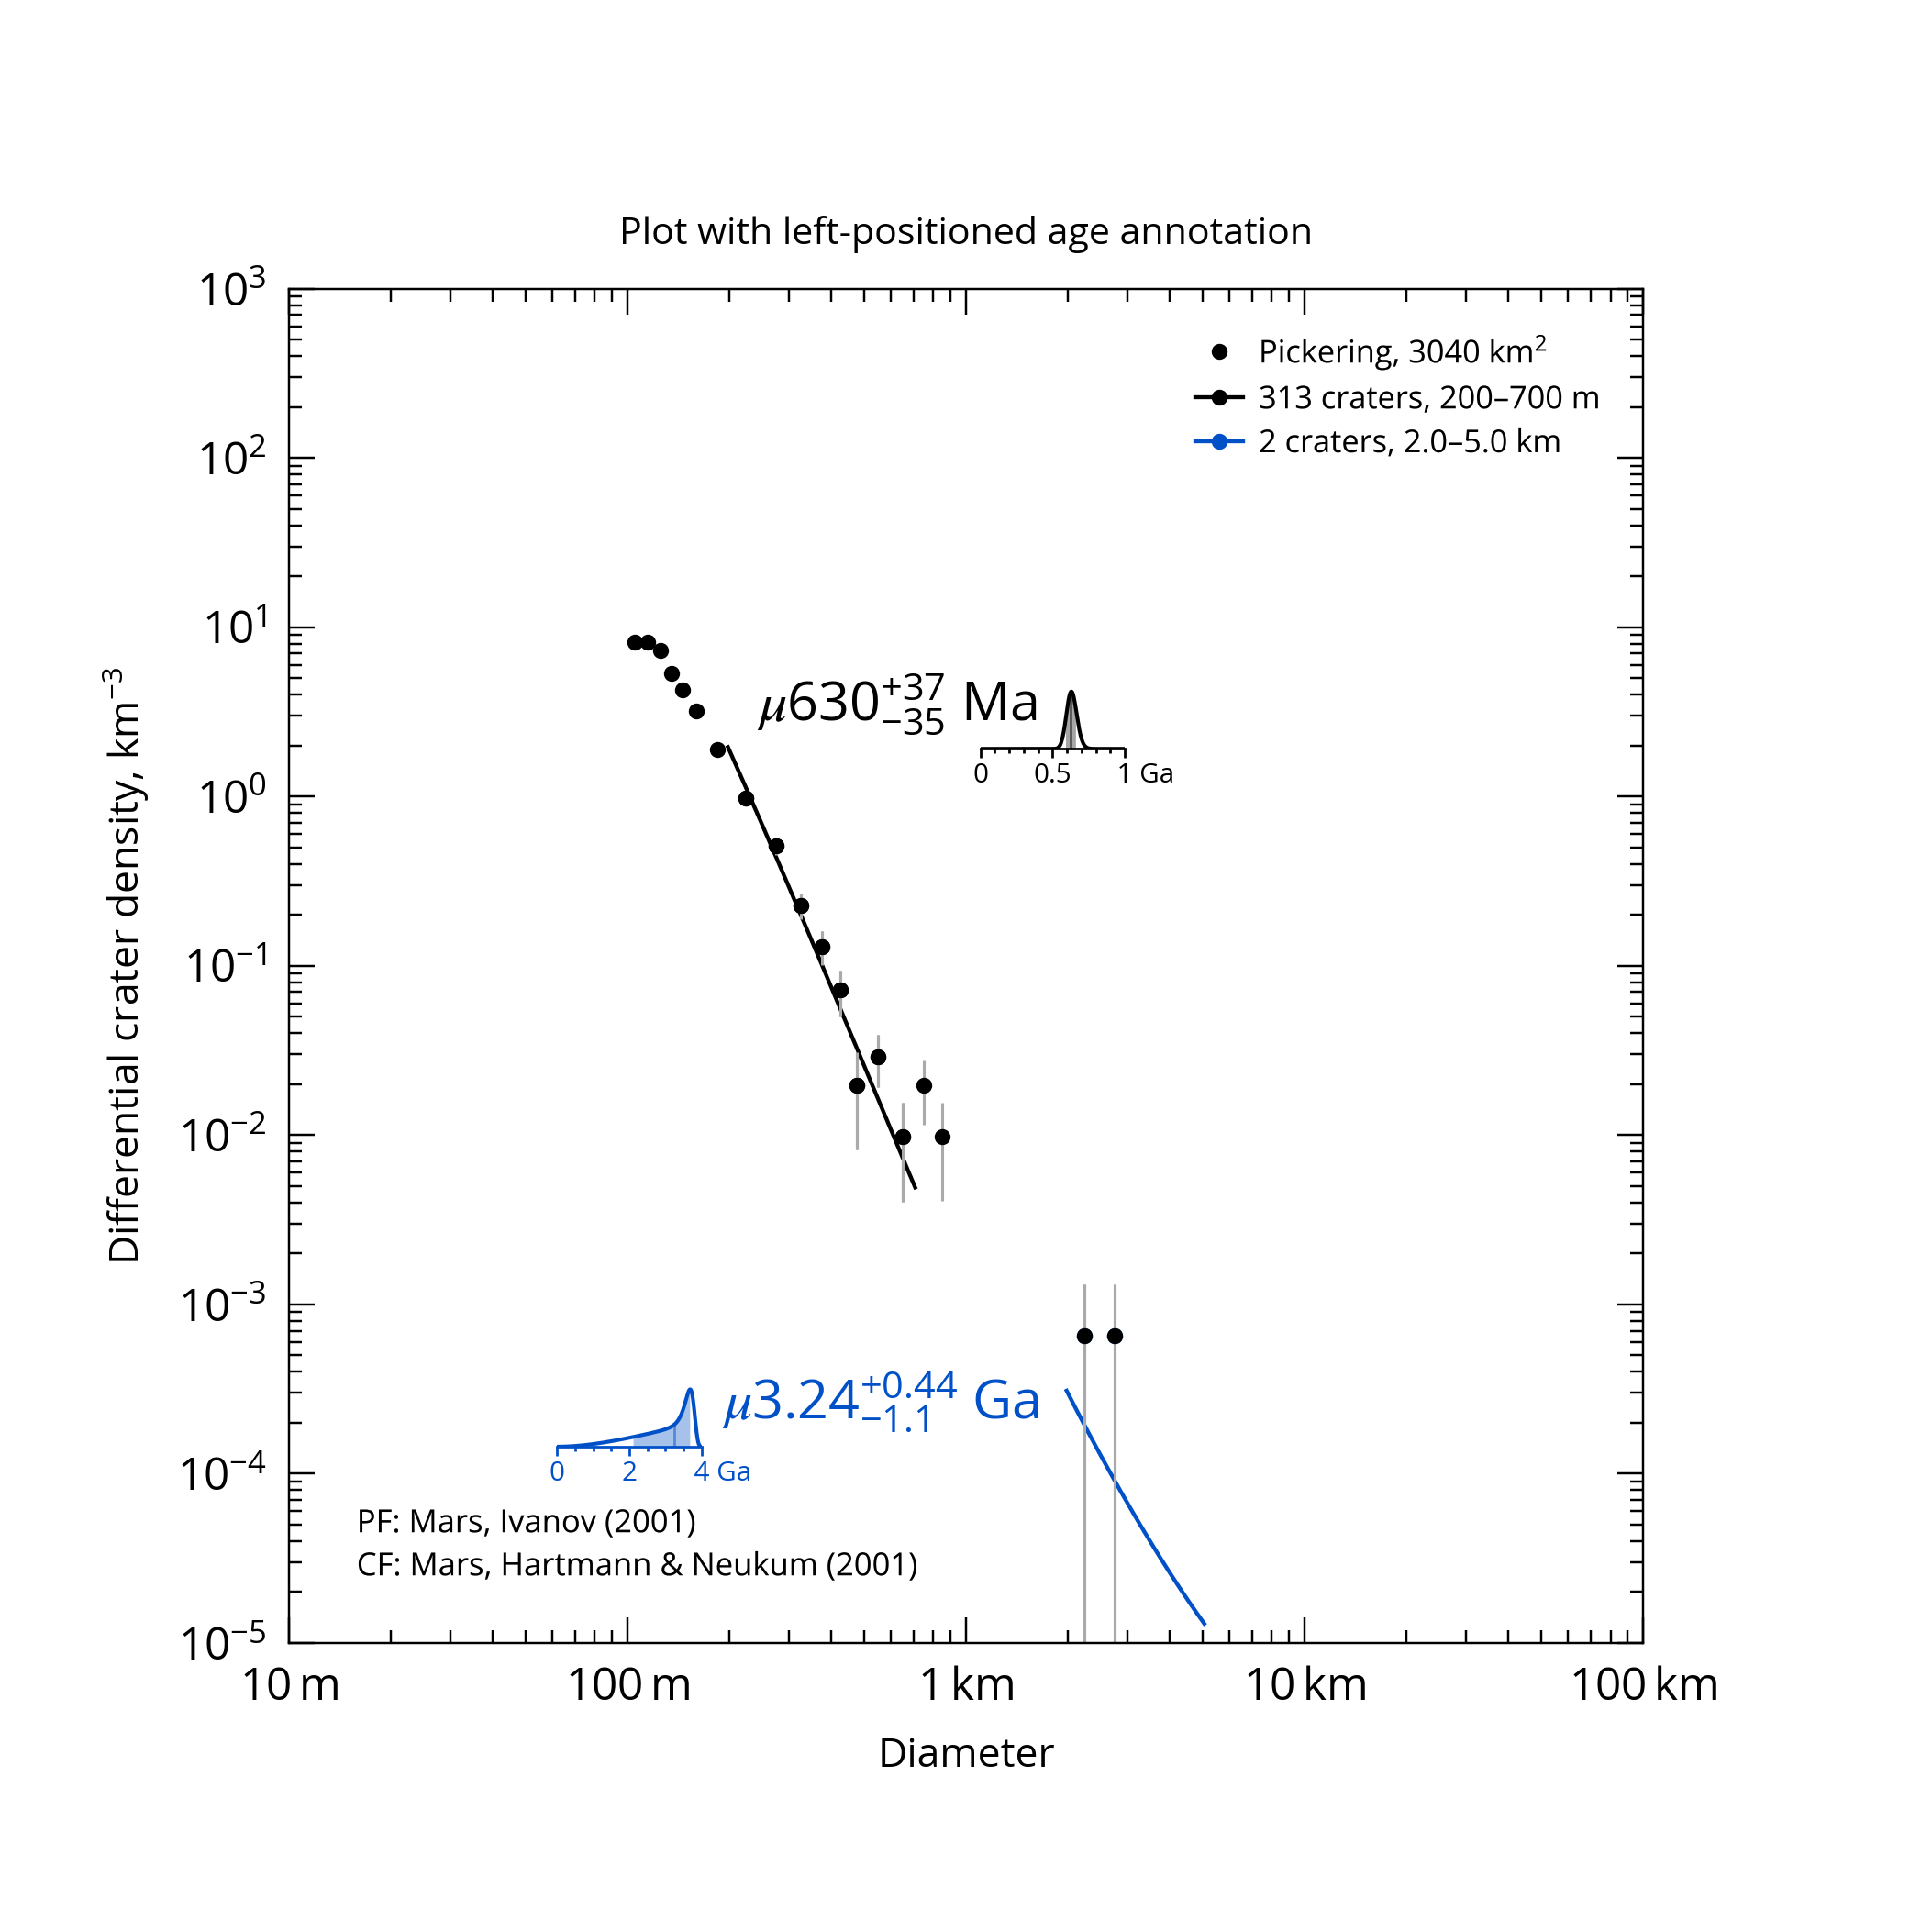 Plot with left-positioned age annotation
10³
10²
10¹
10⁰
10⁻¹
10⁻²
10⁻³
10⁻⁴
10⁻⁵
Differential crater density, km⁻³
Pickering, 3040 km²
313 craters, 200–700 m
2 craters, 2.0–5.0 km
μ630 +37 −35 Ma
0 0.5 1 Ga
μ3.24 +0.44 −1.1 Ga
0 2 4 Ga
PF: Mars, Ivanov (2001)
CF: Mars, Hartmann & Neukum (2001)
10 m 100 m 1 km 10 km 100 km
Diameter